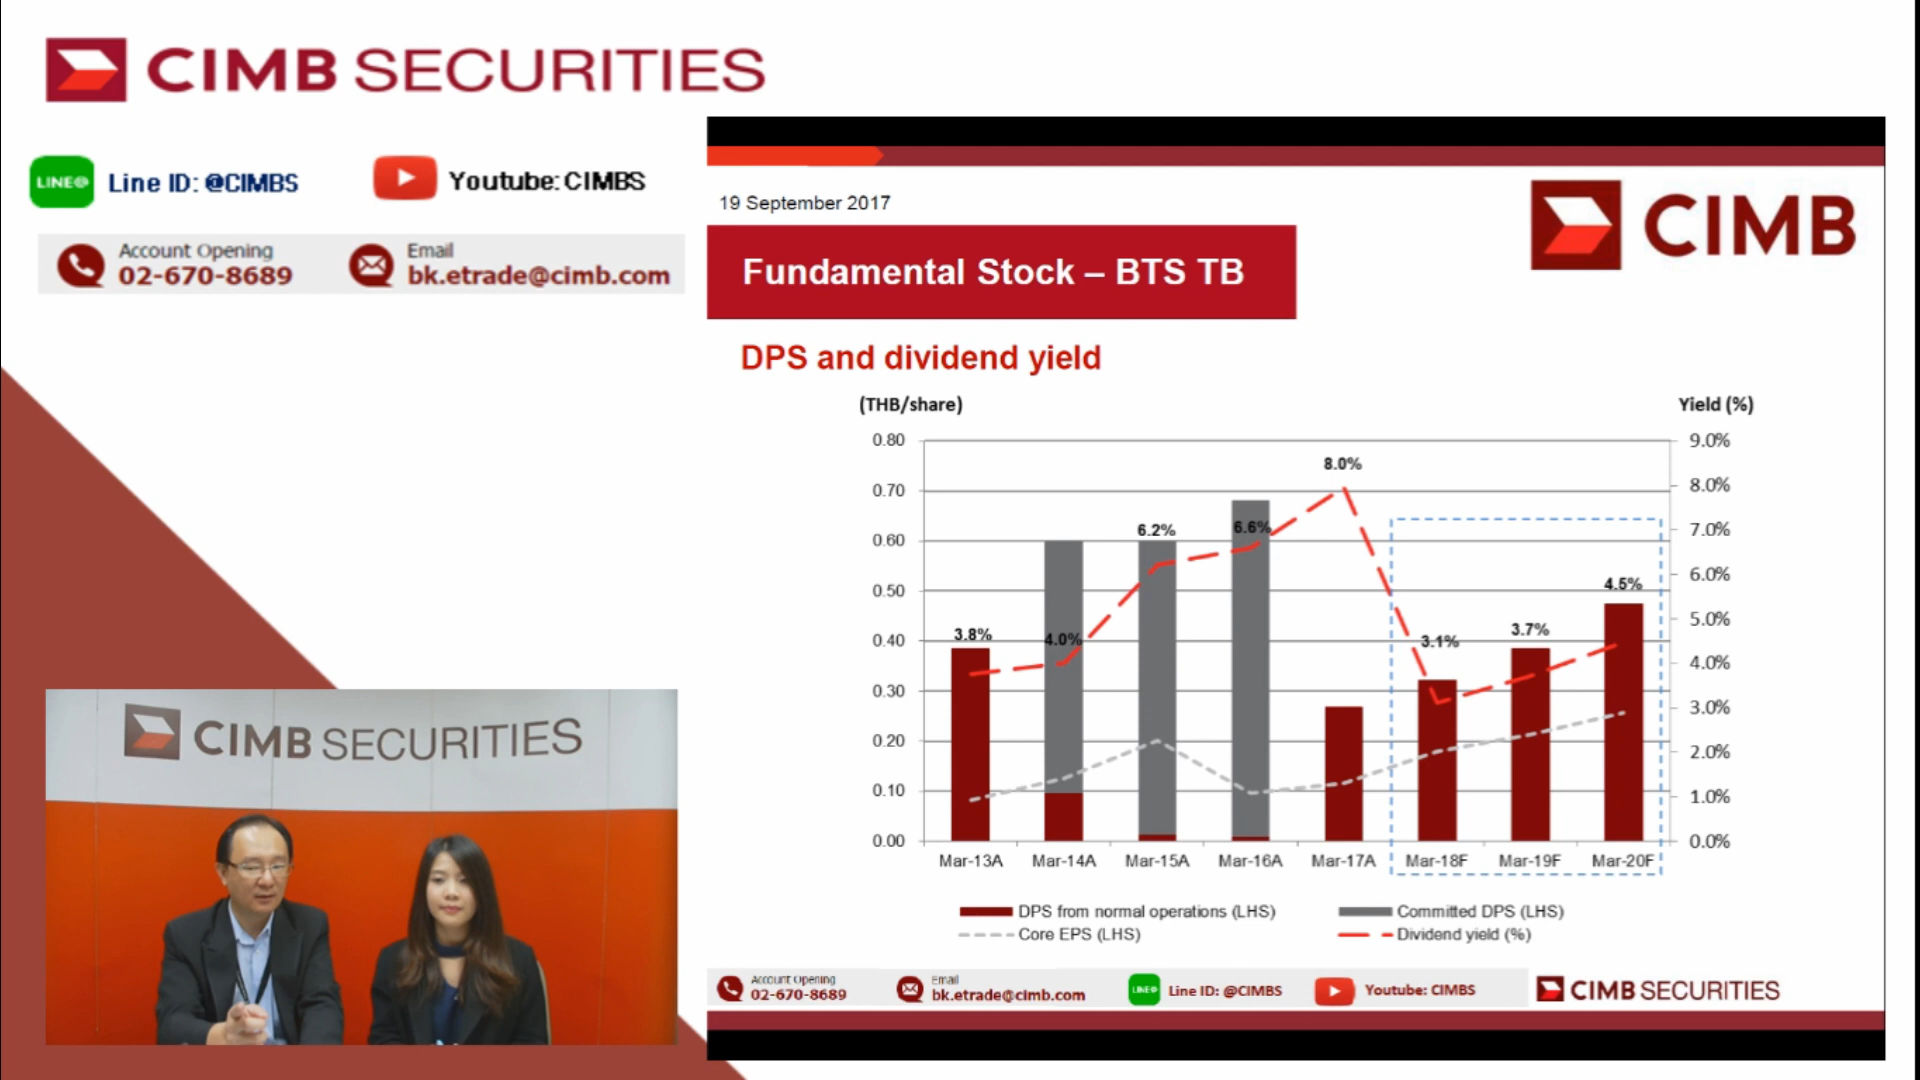 CIMB SECURITIES
LINE@ Line ID: @CIMBS
Youtube: CIMBS
Account Opening
02-670-8689
Email
bk.etrade@cimb.com
19 September 2017
CIMB
Fundamental Stock – BTS TB
DPS and dividend yield
(THB/share)
Yield (%)
0.80
0.70
0.60
0.50
0.40
0.30
0.20
0.10
0.00
9.0%
8.0%
7.0%
6.0%
5.0%
4.0%
3.0%
2.0%
1.0%
0.0%
3.8%
4.0%
6.2%
6.6%
8.0%
3.1%
3.7%
4.5%
Mar-13A Mar-14A Mar-15A Mar-16A Mar-17A Mar-18F Mar-19F Mar-20F
DPS from normal operations (LHS)
Committed DPS (LHS)
Core EPS (LHS)
Dividend yield (%)
CIMB SECURITIES
Account Opening
02-670-8689
Email
bk.etrade@cimb.com
LINE@ Line ID: @CIMBS
Youtube: CIMBS
CIMB SECURITIES